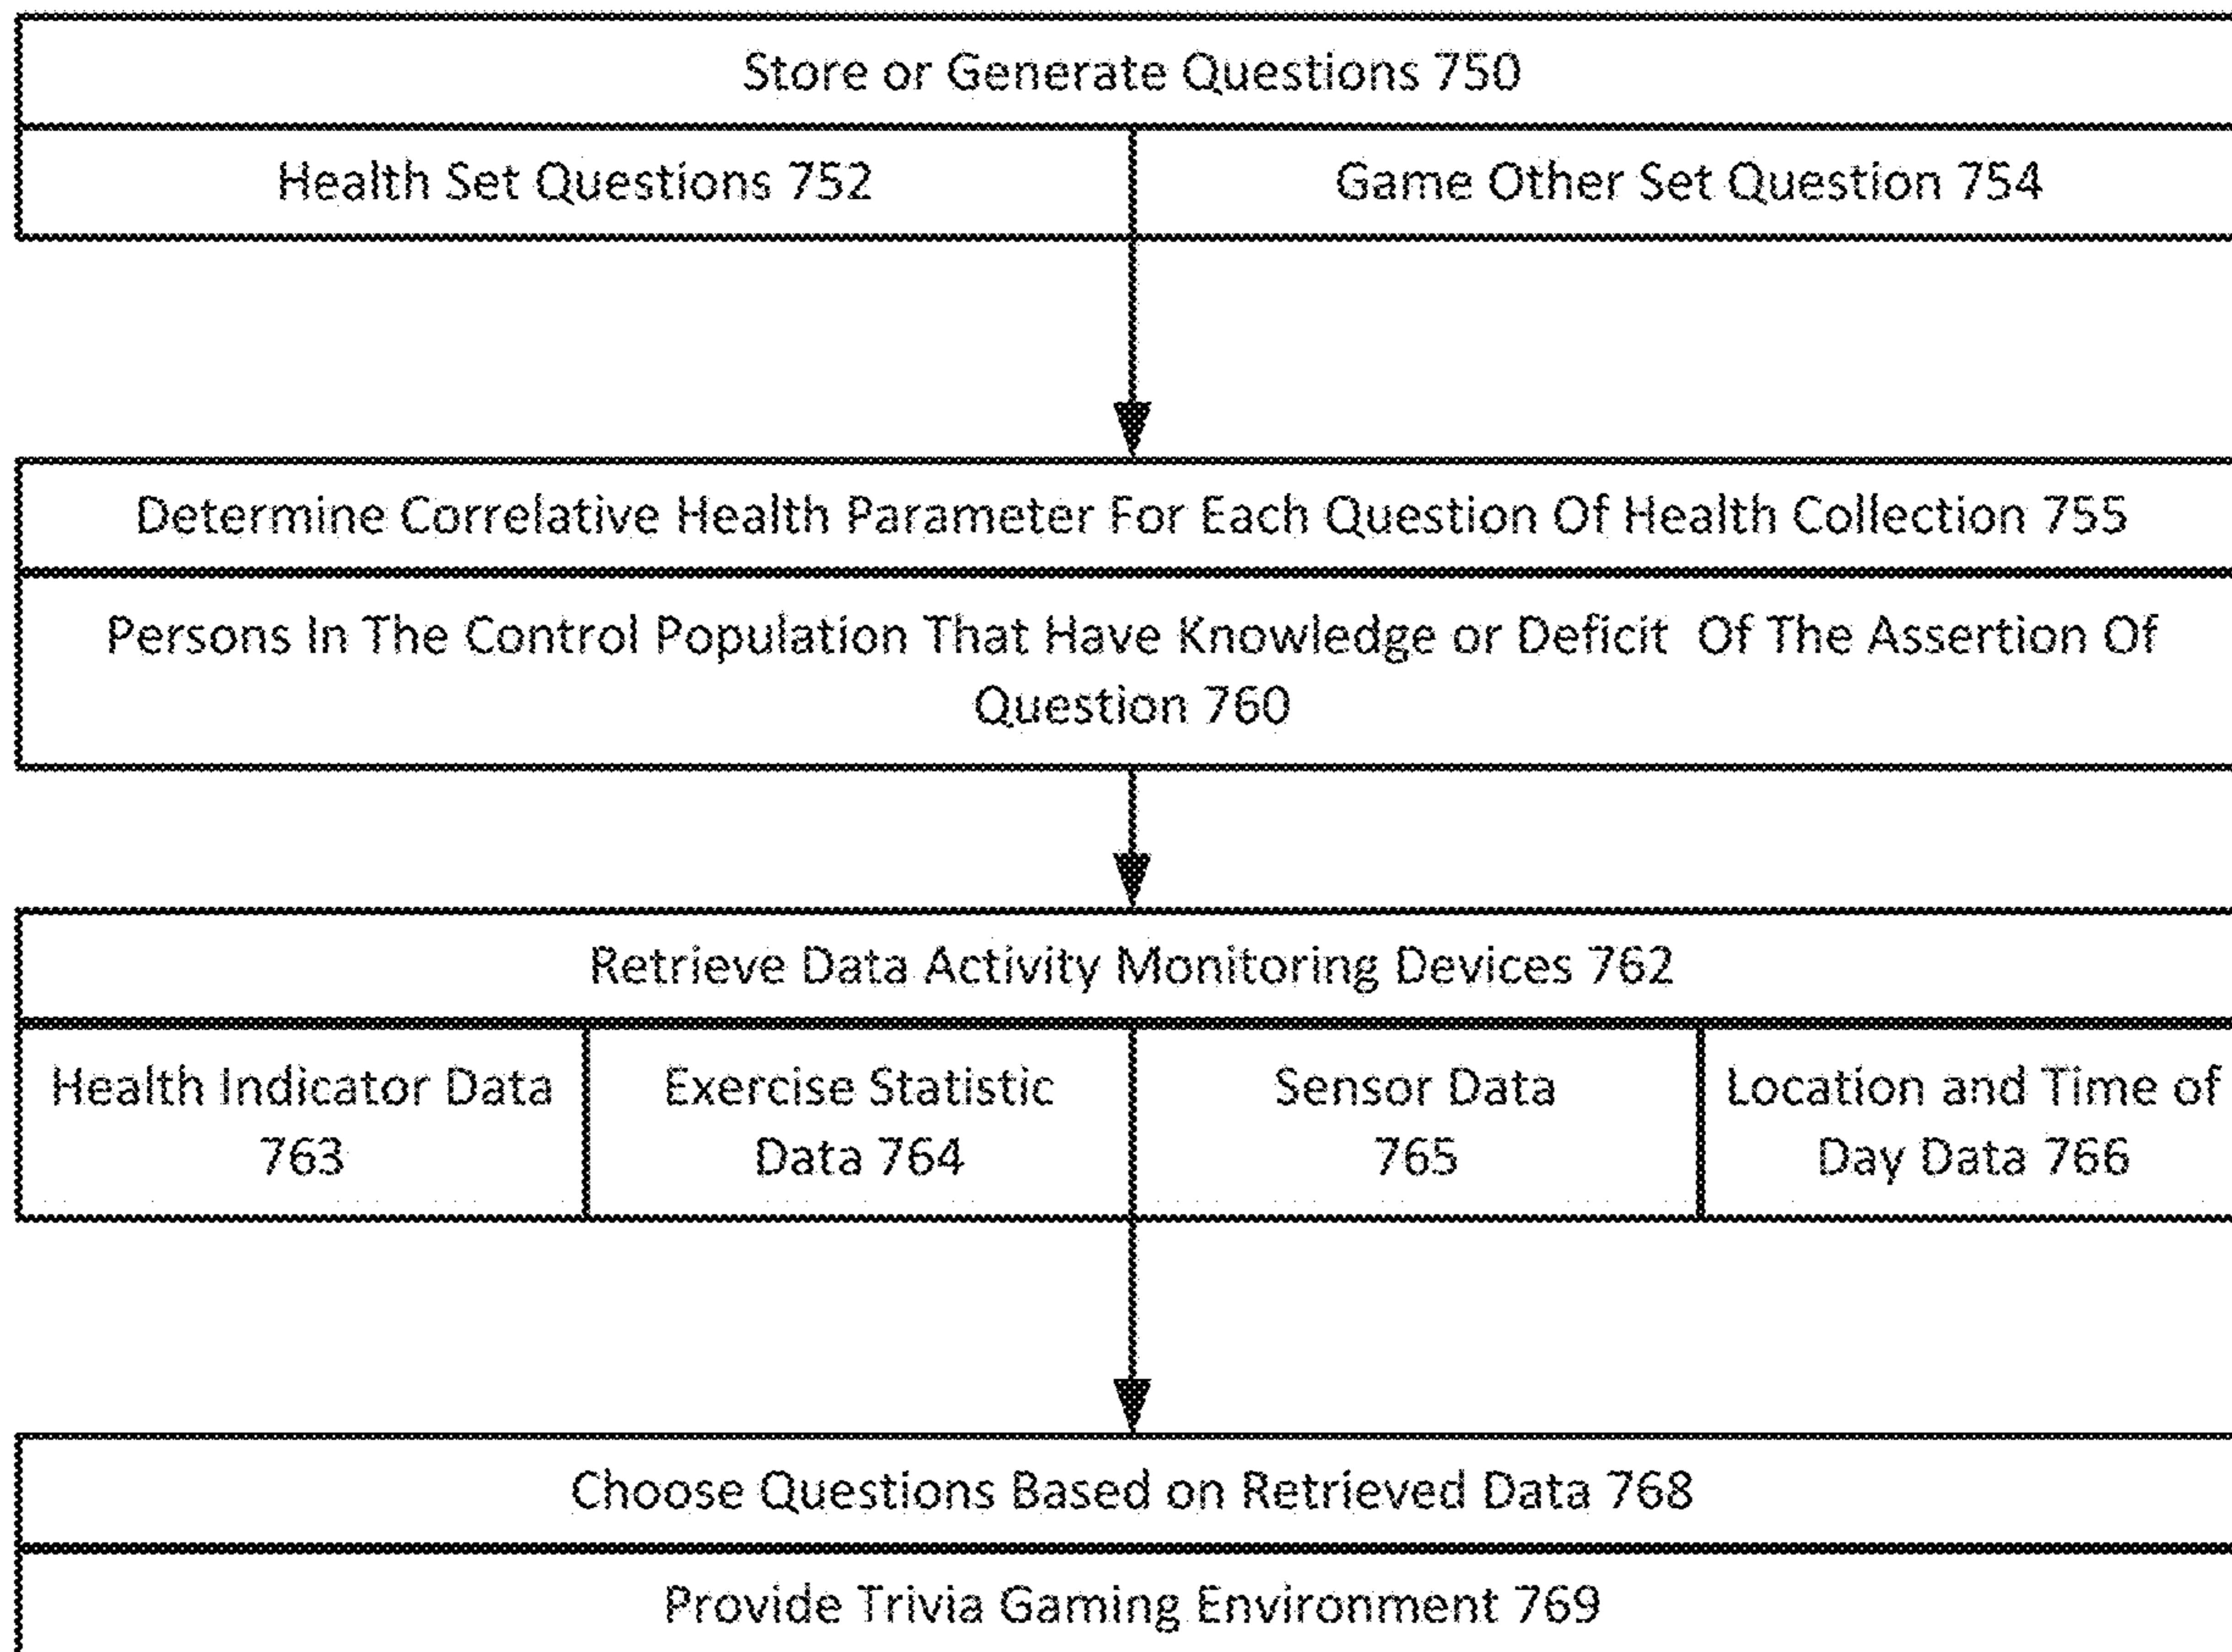 Store or Generate Questions 750
Health Set Questions 752
Game Other Set Question 754
Determine Correlative Health Parameter For Each Question Of Health Collection 755
Persons In The Control Population That Have Knowledge or Deficit Of The Assertion Of
Question 760
Retrieve Data Activity Monitoring Devices 762
Health Indicator Data
763
Exercise Statistic
Data 764
Sensor Data
765
Location and Time of
Day Data 766
Choose Questions Based on Retrieved Data 768
Provide Trivia Gaming Environment 769